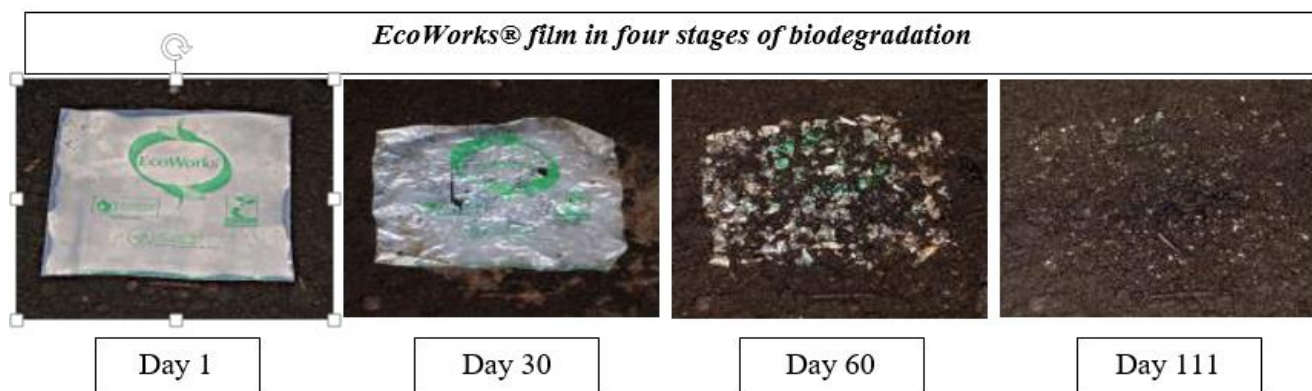 EcoWorks® film in four stages of biodegradation
EcoWorks
Day 1
Day 30
Day 60
Day 111